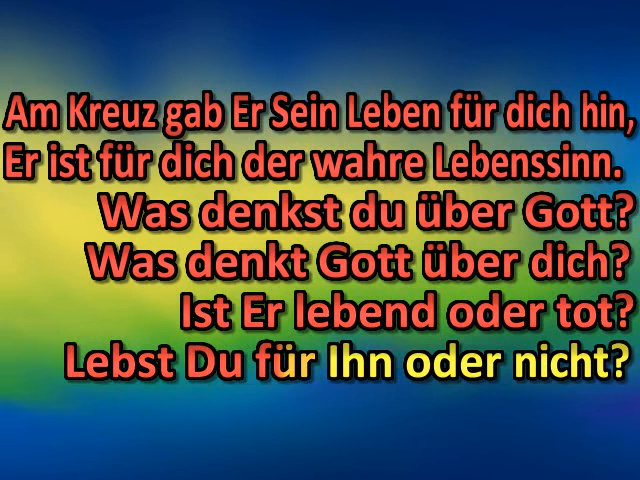 Am Kreuz gab Er Sein Leben für dich hin,
Er ist für dich der wahre Lebenssinn.
Was denkst du über Gott?
Was denkt Gott über dich?
Ist Er lebend oder tot?
Lebst Du für Ihn oder nicht?